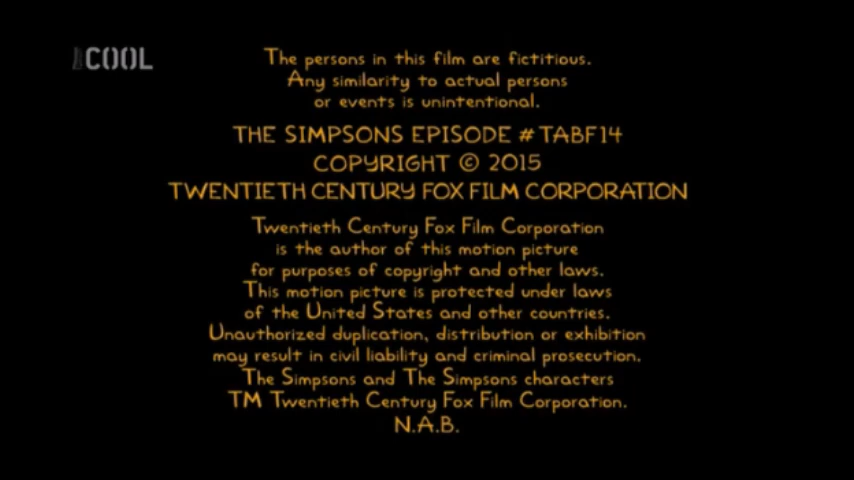 COOL
The persons in this film are fictitious.
Any similarity to actual persons
or events is unintentional.
THE SIMPSONS EPISODE #TABF14
COPYRIGHT © 2015
TWENTIETH CENTURY FOX FILM CORPORATION
Twentieth Century Fox Film Corporation
is the author of this motion picture
for purposes of copyright and other laws.
This motion picture is protected under laws
of the United States and other countries.
Unauthorized duplication, distribution or exhibition
may result in civil liability and criminal prosecution.
The Simpsons and The Simpsons characters
TM Twentieth Century Fox Film Corporation.
N.A.B.